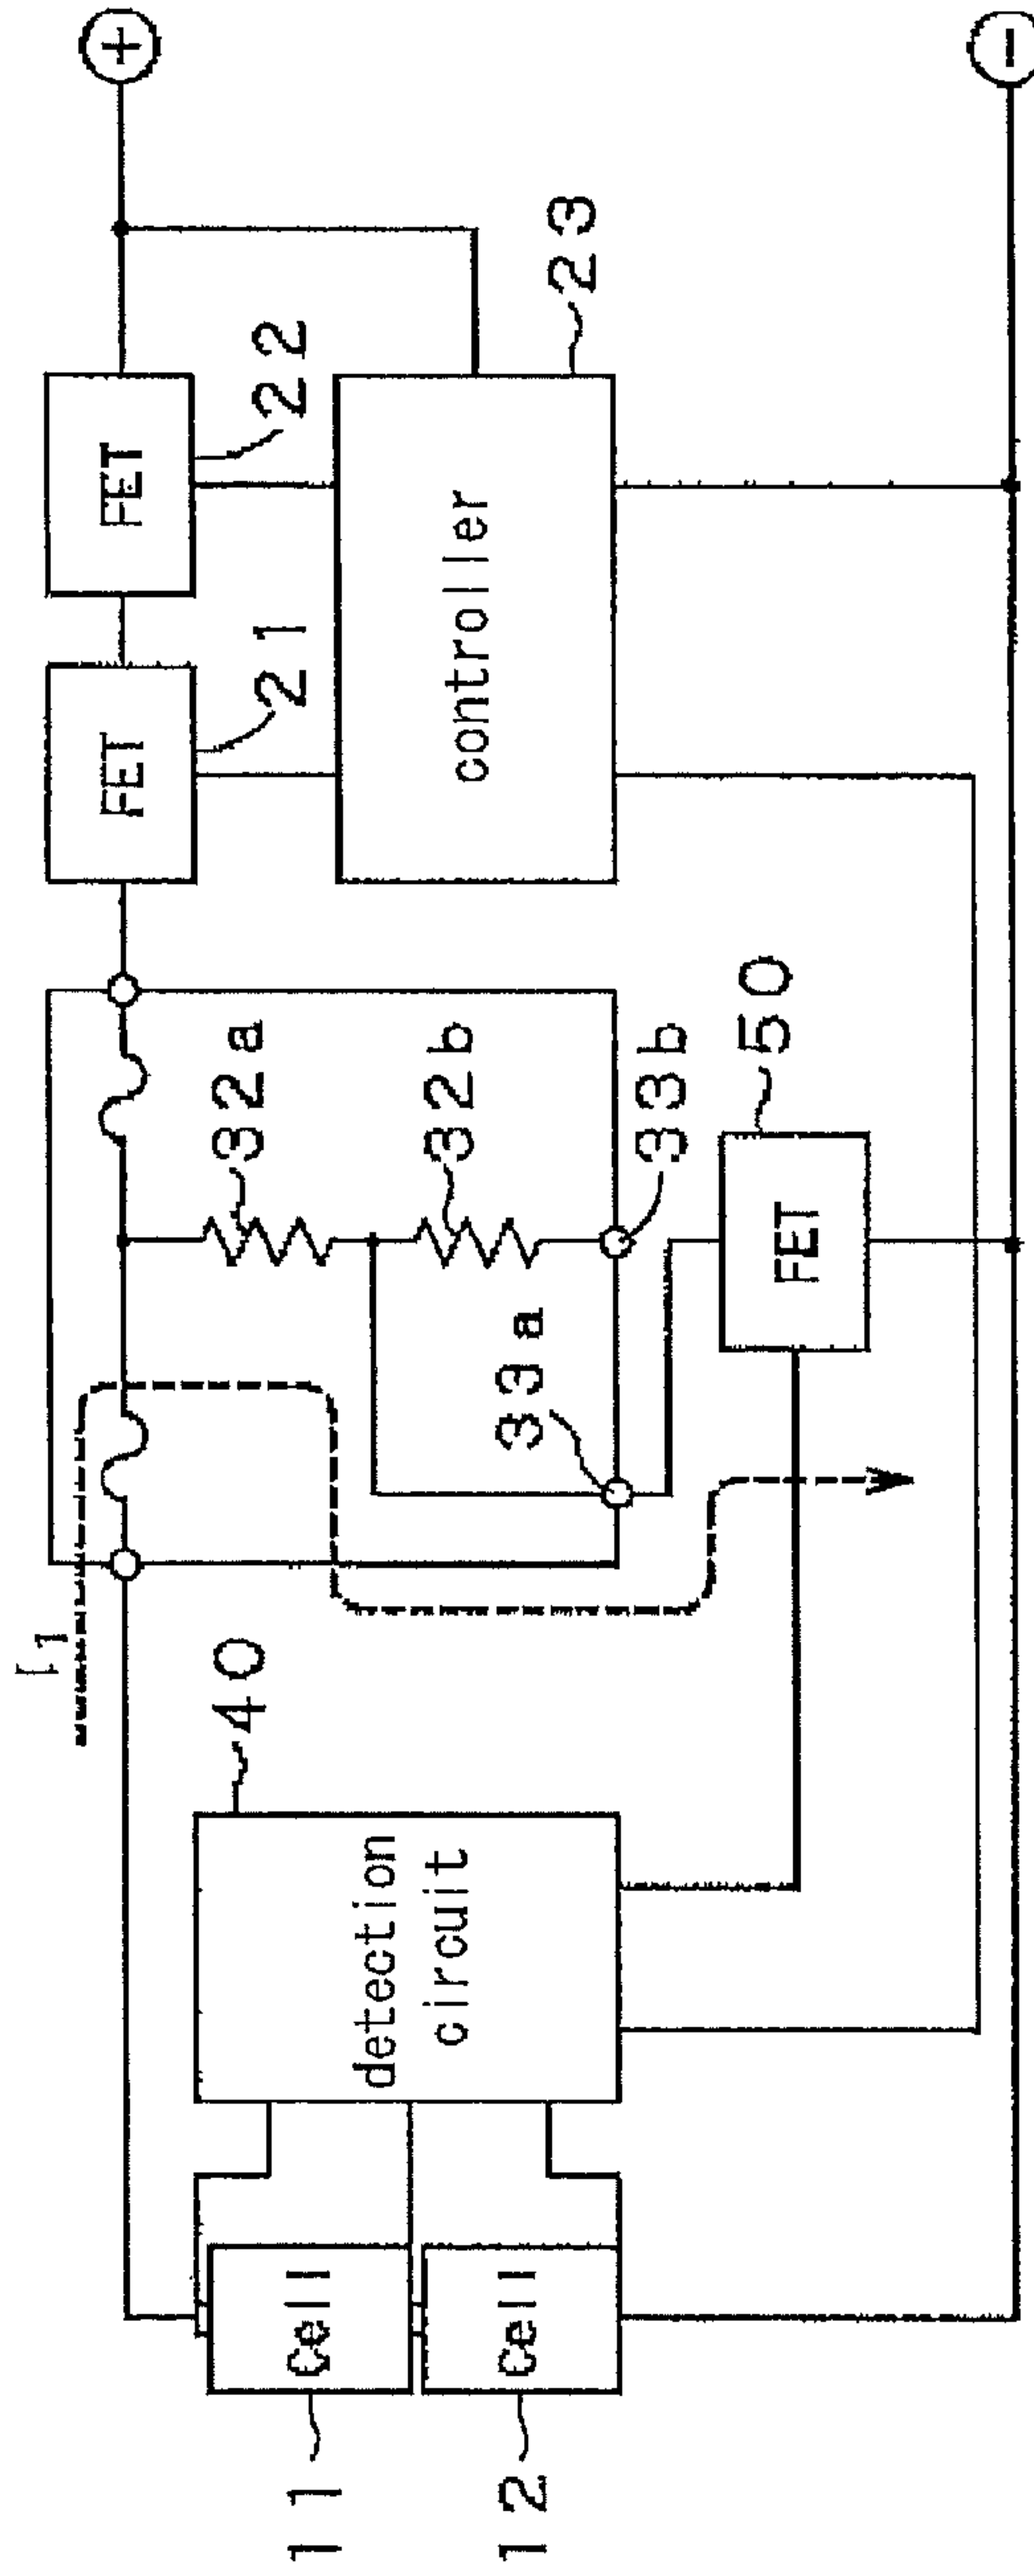 I1
+
-
FET
FET
22
21
controller
23
32a
32b
33a
33b
FET
50
detection
circuit
40
Cell
Cell
11
12